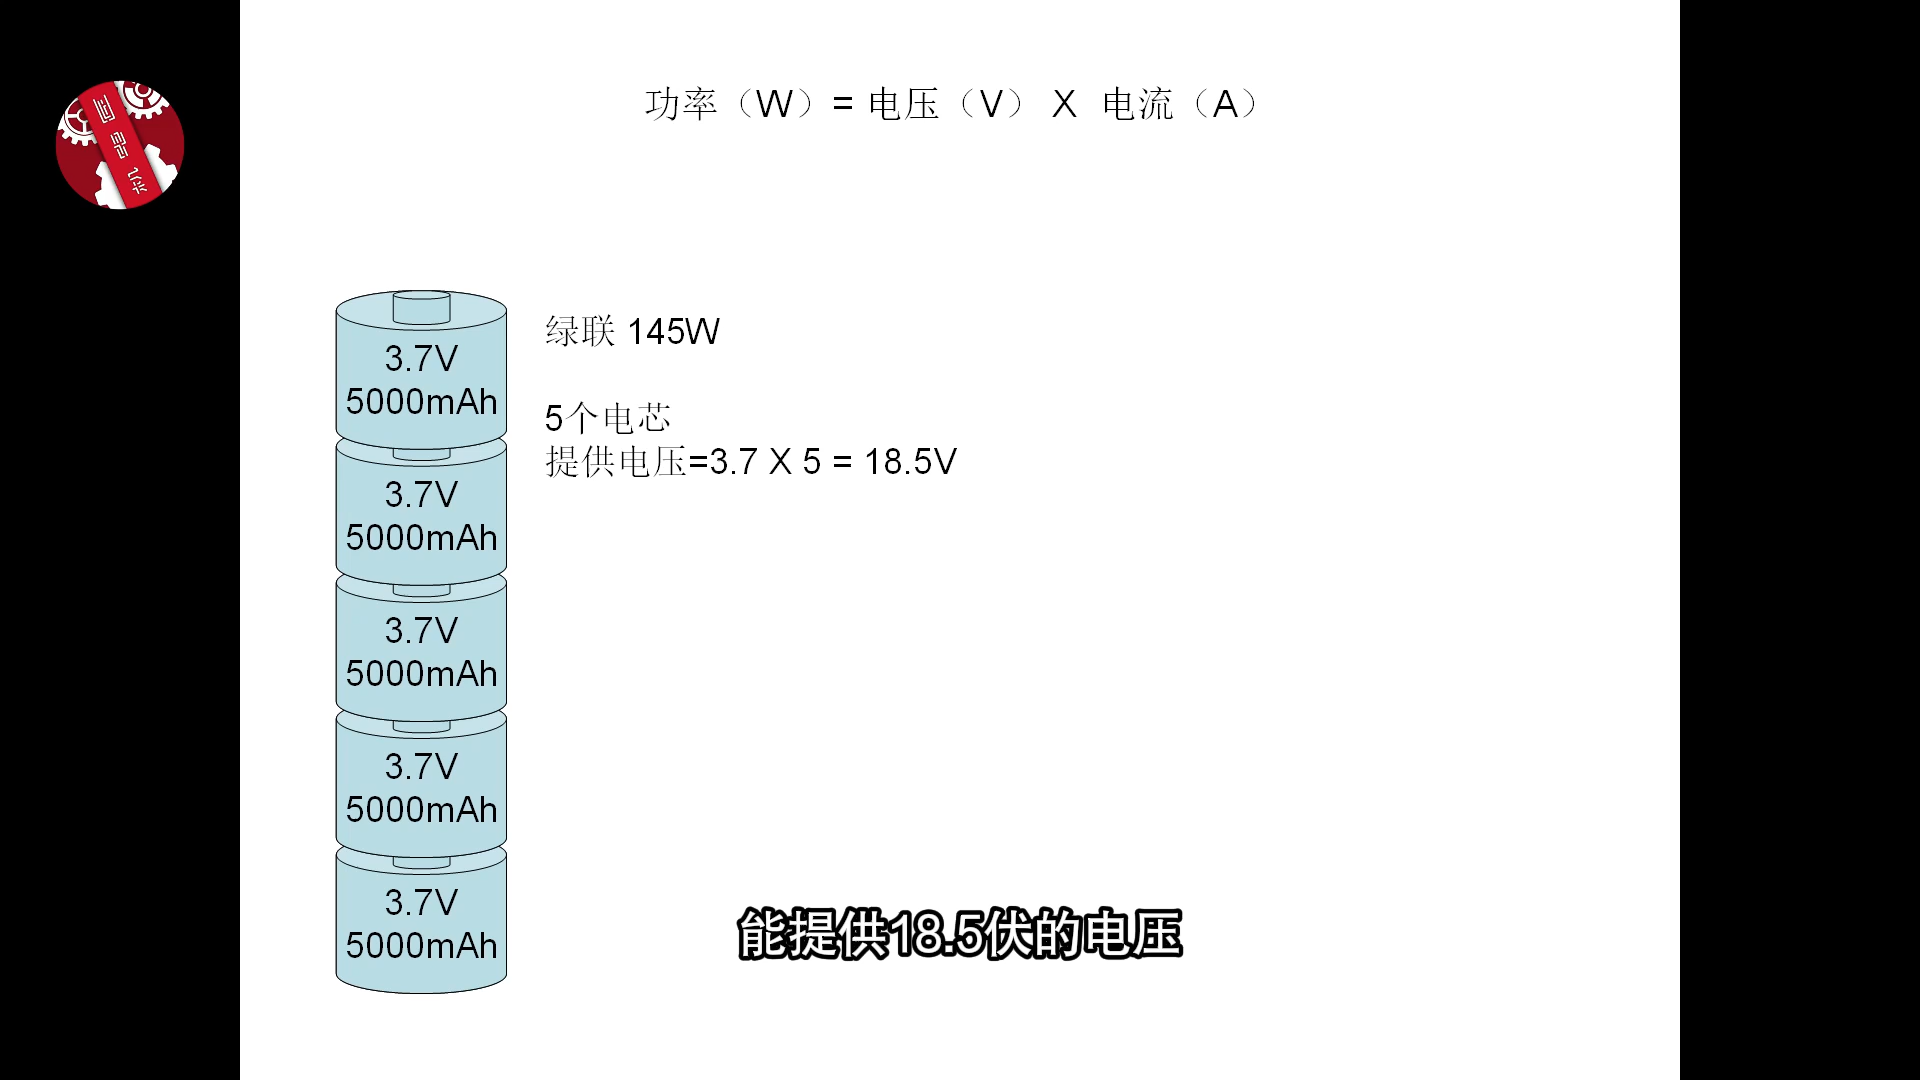 功率（W）= 电压（V） X 电流（A）
3.7V
5000mAh
3.7V
5000mAh
3.7V
5000mAh
3.7V
5000mAh
3.7V
5000mAh
绿联 145W
5个电芯
提供电压=3.7 X 5 = 18.5V
能提供18.5伏的电压